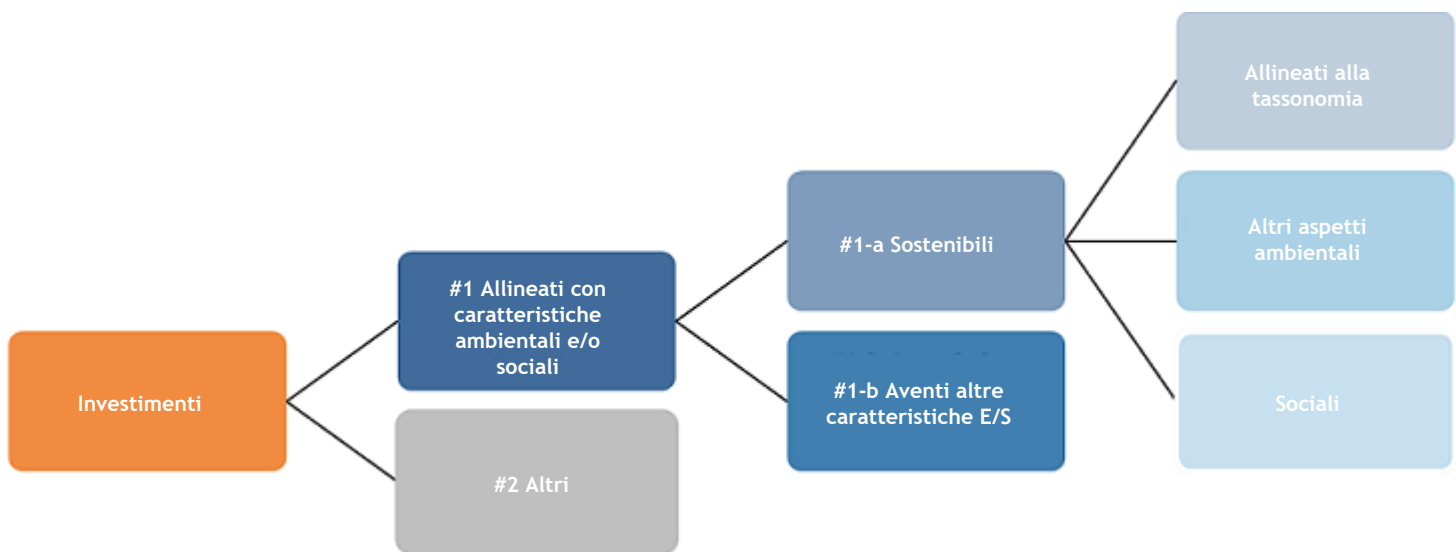 Investimenti
#1 Allineati con
caratteristiche
ambientali e/o
sociali
#2 Altri
#1-a Sostenibili
#1-b Aventi altre
caratteristiche E/S
Allineati alla
tassonomia
Altri aspetti
ambientali
Sociali